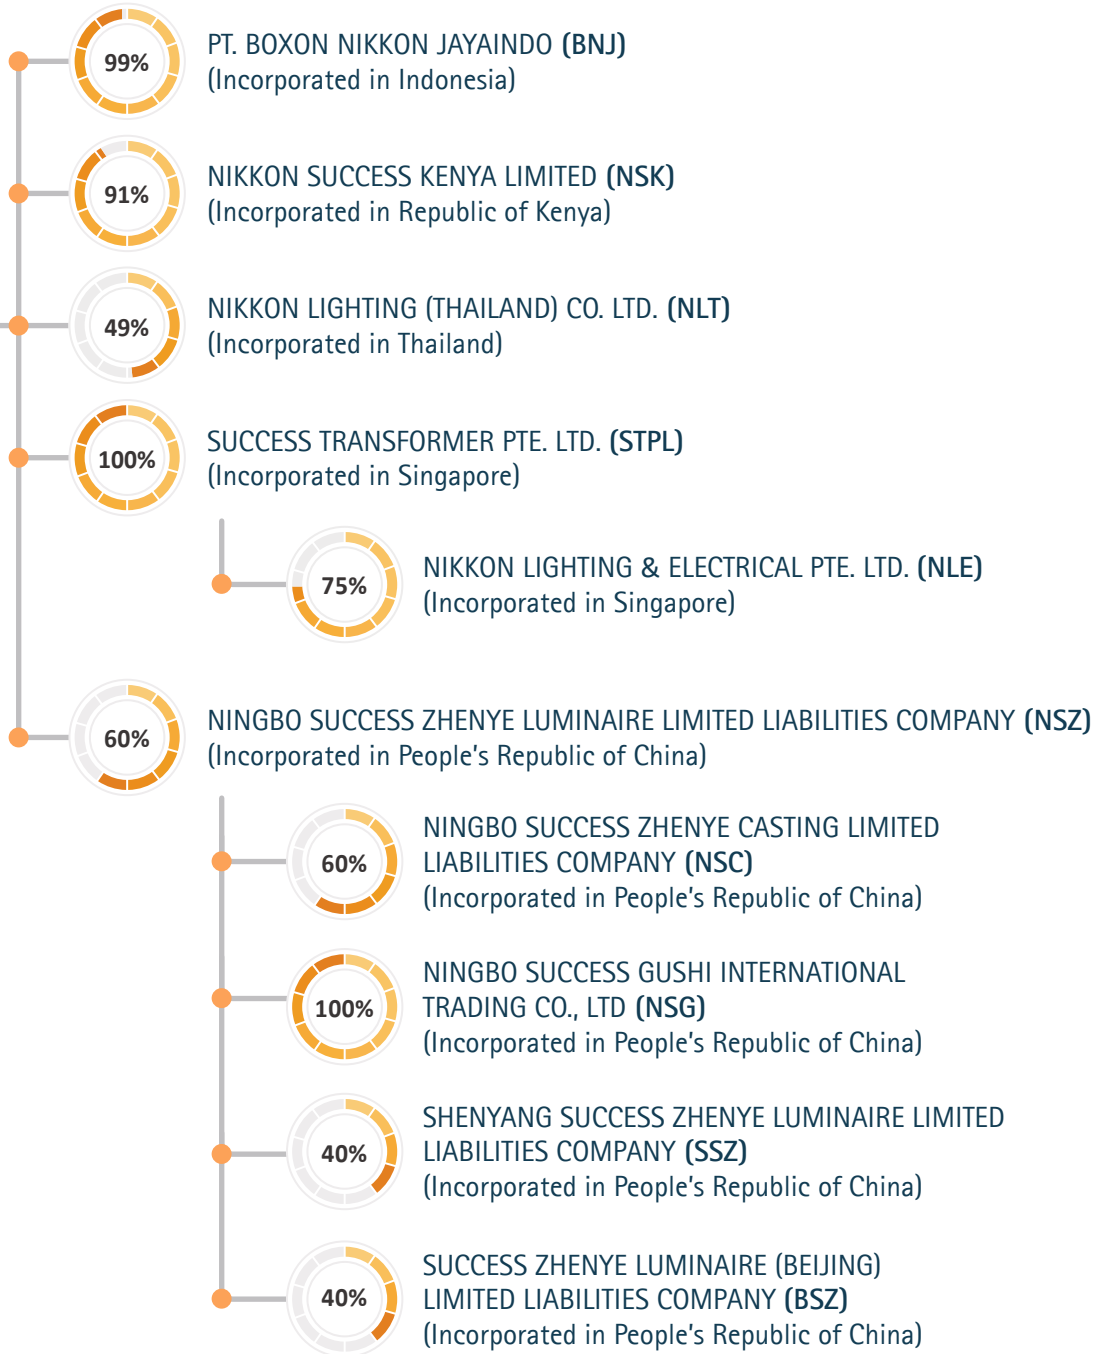 99%
PT. BOXON NIKKON JAYAINDO (BNJ)
(Incorporated in Indonesia)
91%
NIKKON SUCCESS KENYA LIMITED (NSK)
(Incorporated in Republic of Kenya)
49%
NIKKON LIGHTING (THAILAND) CO. LTD. (NLT)
(Incorporated in Thailand)
100%
SUCCESS TRANSFORMER PTE. LTD. (STPL)
(Incorporated in Singapore)
75%
NIKKON LIGHTING & ELECTRICAL PTE. LTD. (NLE)
(Incorporated in Singapore)
60%
NINGBO SUCCESS ZHENYE LUMINAIRE LIMITED LIABILITIES COMPANY (NSZ)
(Incorporated in People's Republic of China)
60%
NINGBO SUCCESS ZHENYE CASTING LIMITED
LIABILITIES COMPANY (NSC)
(Incorporated in People's Republic of China)
100%
NINGBO SUCCESS GUSHI INTERNATIONAL
TRADING CO., LTD (NSG)
(Incorporated in People's Republic of China)
40%
SHENYANG SUCCESS ZHENYE LUMINAIRE LIMITED
LIABILITIES COMPANY (SSZ)
(Incorporated in People's Republic of China)
40%
SUCCESS ZHENYE LUMINAIRE (BEIJING)
LIMITED LIABILITIES COMPANY (BSZ)
(Incorporated in People's Republic of China)